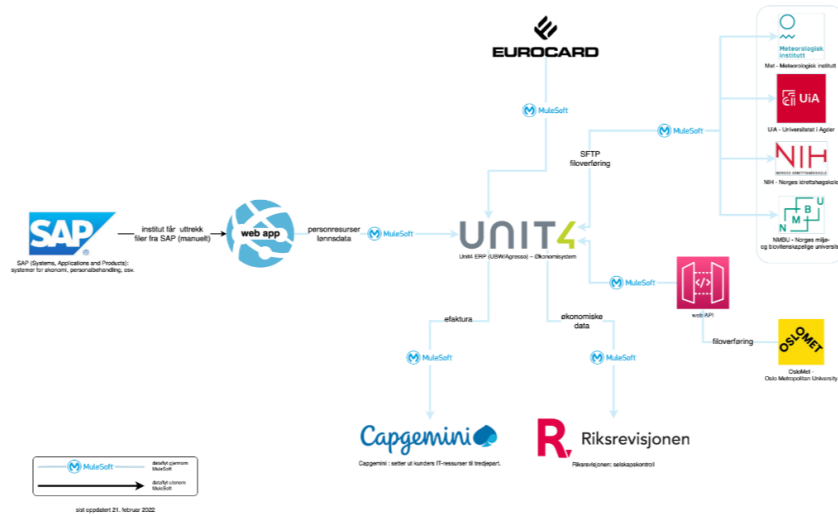 EUROCARD
MuleSoft
Meteorologisk
institutt
Met - Meteorologisk institutt
UiA
UiA - Universitetet i Agder
MuleSoft
SFTP
filoverføring
NIH
NORGES IDRETTSHØGSKOLE
NIH - Norges idrettshøgskole
N M B U
NMBU - Norges miljø-
og biovitenskapelige universitet
SAP
institut får uttrekk
filer fra SAP (manuelt)
web app
personresurser
lønnsdata
MuleSoft
UNIT4
Unit4 ERP (UBW/Agresso) – Økonomisystem
SAP (Systems, Applications and Products):
systemer for økonomi, personalbehandling, osv.
MuleSoft
web API
efaktura
økonomiske
data
filoverføring
OSLOMET
OsloMet -
Oslo Metropolitan University
MuleSoft
MuleSoft
Capgemini
Capgemini : setter ut kunders IT-ressurser til tredjepart.
R. Riksrevisjonen
Riksrevisjonen: selskapskontroll
MuleSoft
dataflyt gjennom
MuleSoft
dataflyt utenom
MuleSoft
sist oppdatert 21. februar 2022